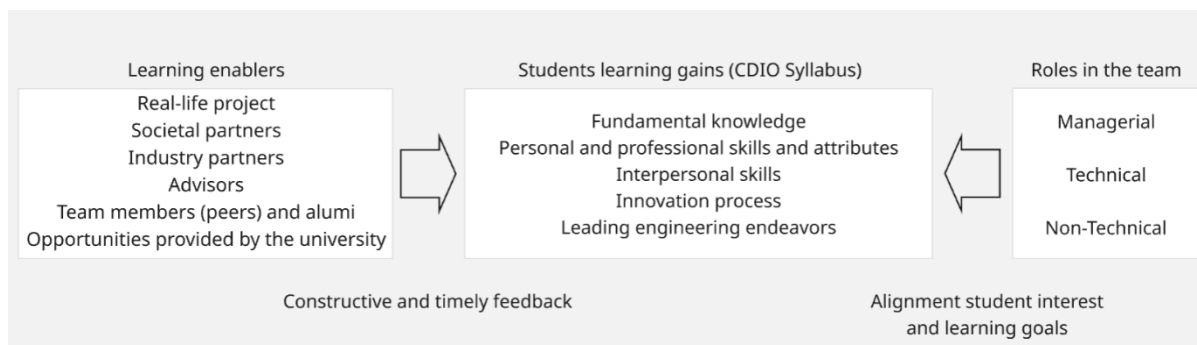 Learning enablers
Real-life project
Societal partners
Industry partners
Advisors
Team members (peers) and alumi
Opportunities provided by the university
Students learning gains (CDIO Syllabus)
Fundamental knowledge
Personal and professional skills and attributes
Interpersonal skills
Innovation process
Leading engineering endeavors
Roles in the team
Managerial
Technical
Non-Technical
Constructive and timely feedback
Alignment student interest
and learning goals